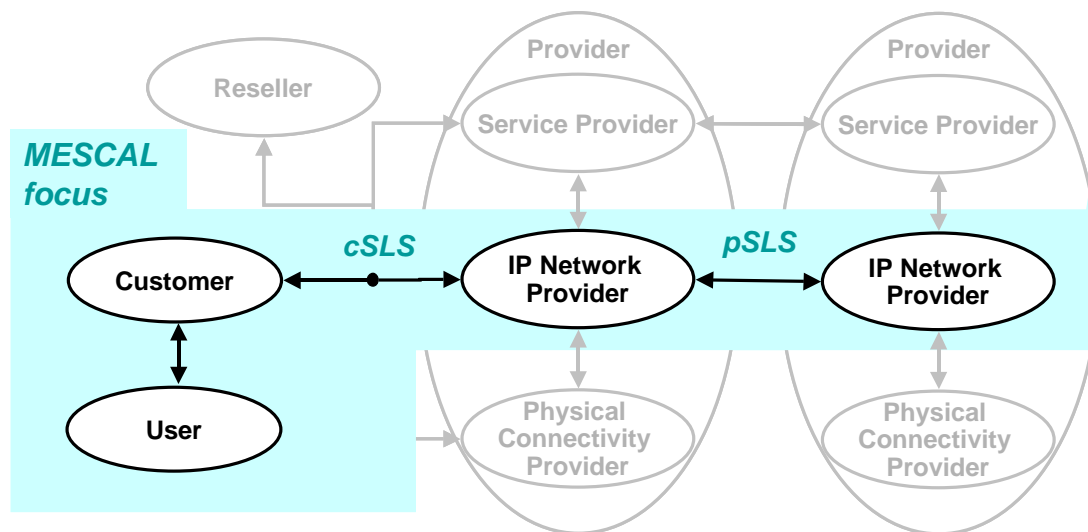 Provider
Provider
Reseller
Service Provider
Service Provider
MESCAL
focus
cSLS
pSLS
Customer
IP Network
Provider
IP Network
Provider
User
Physical
Connectivity
Provider
Physical
Connectivity
Provider